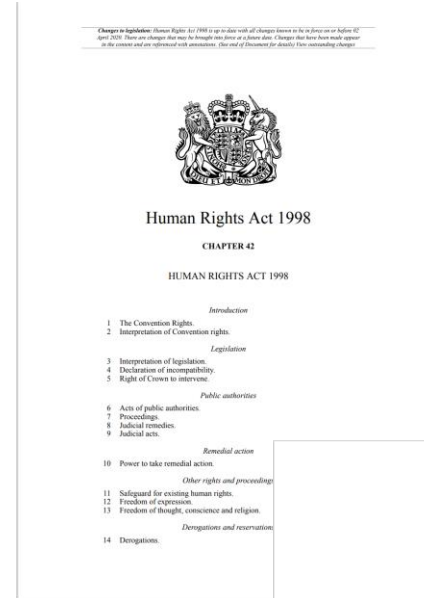 Changes to legislation: Human Rights Act 1998 is up to date with all changes known to be in force on or before 02
April 2020. There are changes that may be brought into force at a future date. Changes that have been made appear
in the content and are referenced with annotations. (See end of Document for details) View outstanding changes
DIEU ET MON DROIT
Human Rights Act 1998
CHAPTER 42
HUMAN RIGHTS ACT 1998
Introduction
1 The Convention Rights.
2 Interpretation of Convention rights.
Legislation
3 Interpretation of legislation.
4 Declaration of incompatibility.
5 Right of Crown to intervene.
Public authorities
6 Acts of public authorities.
7 Proceedings.
8 Judicial remedies.
9 Judicial acts.
Remedial action
10 Power to take remedial action.
Other rights and proceedings
11 Safeguard for existing human rights.
12 Freedom of expression.
13 Freedom of thought, conscience and religion.
Derogations and reservations
14 Derogations.